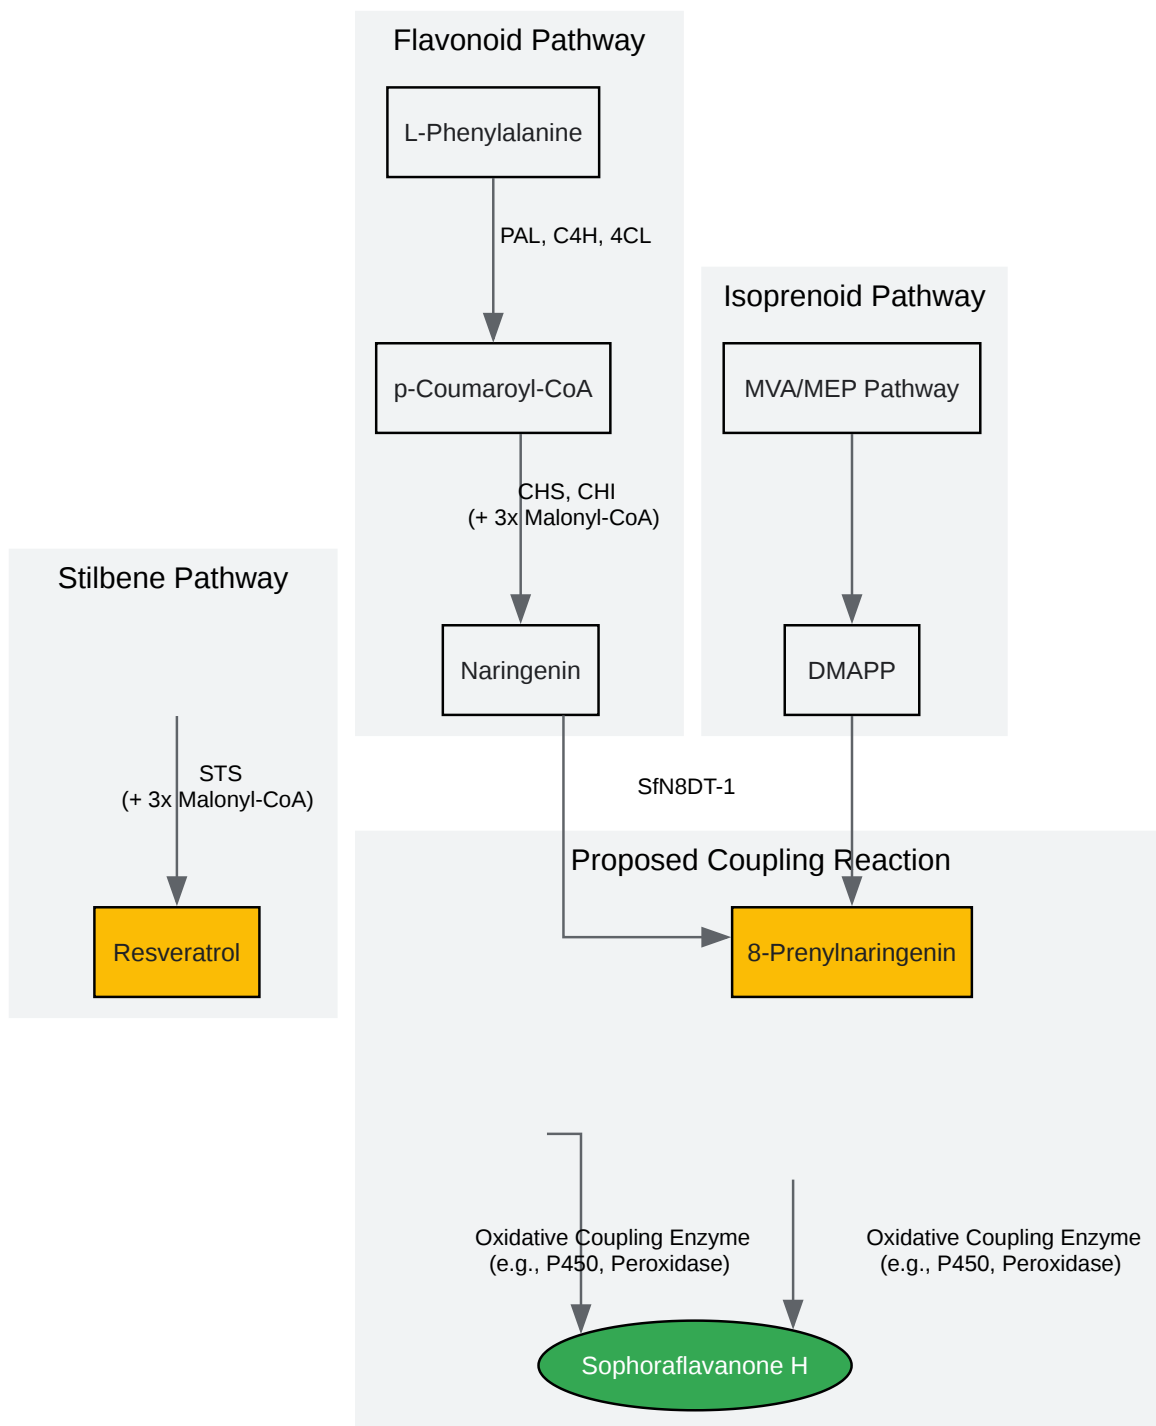 Flavonoid Pathway
L-Phenylalanine
PAL, C4H, 4CL
Isoprenoid Pathway
p-Coumaroyl-CoA
MVA/MEP Pathway
CHS, CHI
(+ 3x Malonyl-CoA)
Stilbene Pathway
Naringenin
DMAPP
STS
(+ 3x Malonyl-CoA)
SfN8DT-1
Proposed Coupling Reaction
Resveratrol
8-Prenylnaringenin
Oxidative Coupling Enzyme
(e.g., P450, Peroxidase)
Oxidative Coupling Enzyme
(e.g., P450, Peroxidase)
Sophoraflavanone H